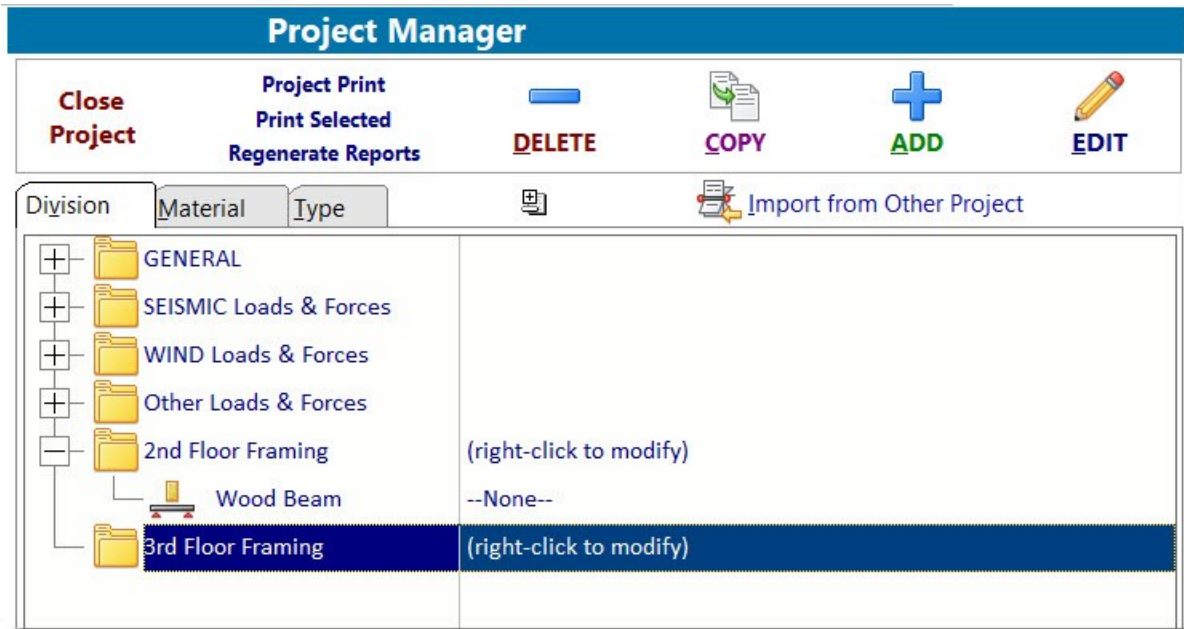 Project Manager
Close Project
Project Print
Print Selected
Regenerate Reports
DELETE
COPY
ADD
EDIT
Division
Material
Type
Import from Other Project
GENERAL
SEISMIC Loads & Forces
WIND Loads & Forces
Other Loads & Forces
2nd Floor Framing (right-click to modify)
Wood Beam --None--
3rd Floor Framing (right-click to modify)